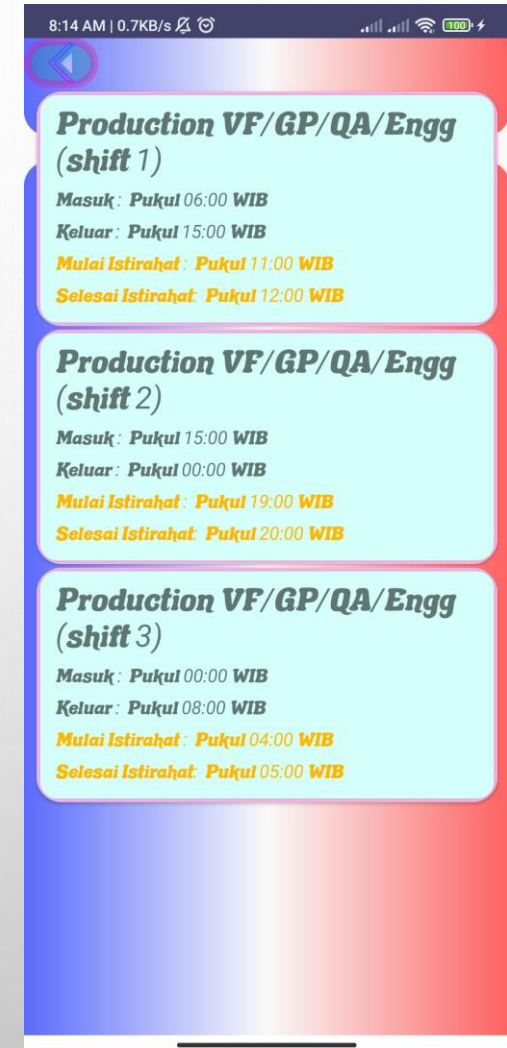 8:14 AM | 0.7KB/s
100
Production VF/GP/QA/Engg
(shift 1)
Masuk : Pukul 06:00 WIB
Keluar : Pukul 15:00 WIB
Mulai Istirahat : Pukul 11:00 WIB
Selesai Istirahat: Pukul 12:00 WIB
Production VF/GP/QA/Engg
(shift 2)
Masuk : Pukul 15:00 WIB
Keluar : Pukul 00:00 WIB
Mulai Istirahat : Pukul 19:00 WIB
Selesai Istirahat: Pukul 20:00 WIB
Production VF/GP/QA/Engg
(shift 3)
Masuk : Pukul 00:00 WIB
Keluar : Pukul 08:00 WIB
Mulai Istirahat : Pukul 04:00 WIB
Selesai Istirahat: Pukul 05:00 WIB